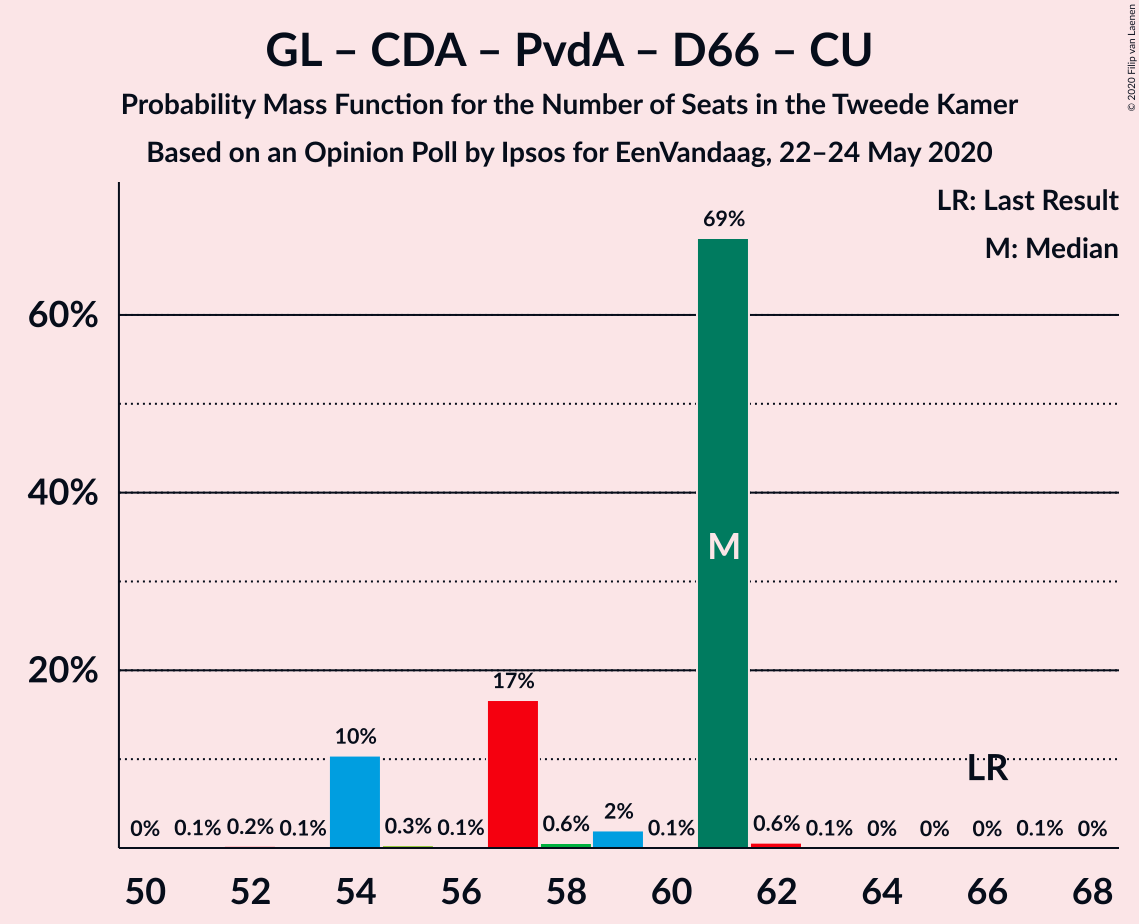 GL – CDA – PvdA – D66 – CU
Probability Mass Function for the Number of Seats in the Tweede Kamer
Based on an Opinion Poll by Ipsos for EenVandaag, 22–24 May 2020
© 2020 Filip van Laenen
LR: Last Result
M: Median
69%
60%
M
40%
20%
17%
10%
LR
0% 0.1% 0.2% 0.1% 0.3% 0.1% 0.6% 2% 0.1% 0.6% 0.1% 0% 0% 0% 0.1% 0%
50 52 54 56 58 60 62 64 66 68